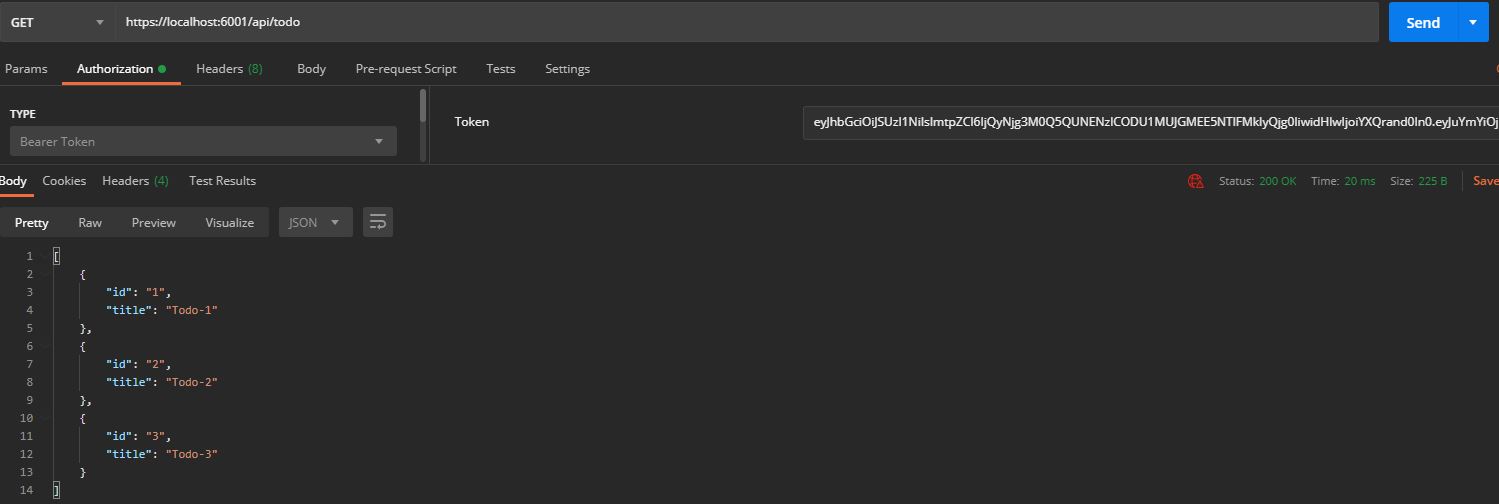 GET https://localhost:6001/api/todo Send
Params Authorization Headers (8) Body Pre-request Script Tests Settings
TYPE
Bearer Token
Token
Body Cookies Headers (4) Test Results Status: 200 OK Time: 20 ms Size: 225 B Save
Pretty Raw Preview Visualize JSON
1 [
2 {
3 "id": "1",
4 "title": "Todo-1"
5 },
6 {
7 "id": "2",
8 "title": "Todo-2"
9 },
10 {
11 "id": "3",
12 "title": "Todo-3"
13 }
14 ]